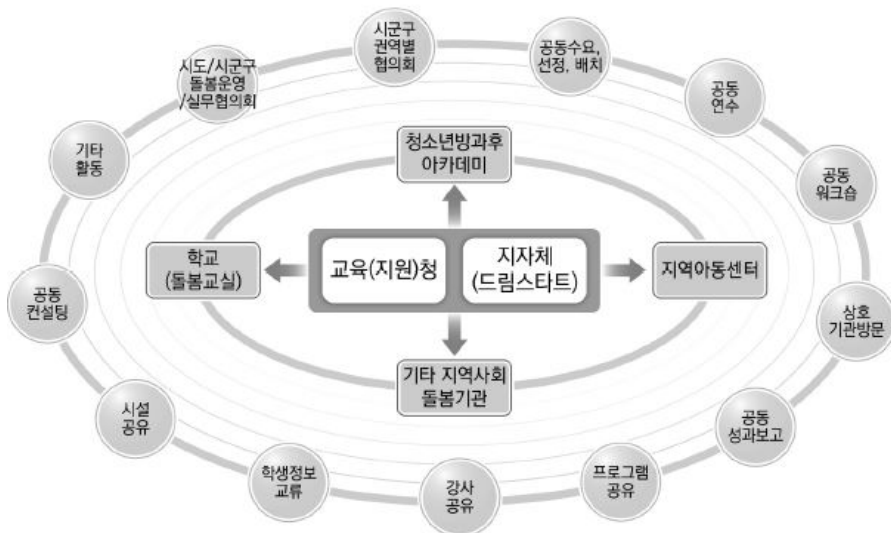 시군구
권역별
협의회
공동수요,
선정, 배치
시도/시군구
돌봄운영
/실무협의회
공동
연수
기타
활동
청소년방과후
아카데미
공동
워크숍
학교
(돌봄교실)
교육(지원)청
지자체
(드림스타트)
지역아동센터
공동
컨설팅
상호
기관방문
기타 지역사회
돌봄기관
시설
공유
공동
성과보고
학생정보
교류
강사
공유
프로그램
공유